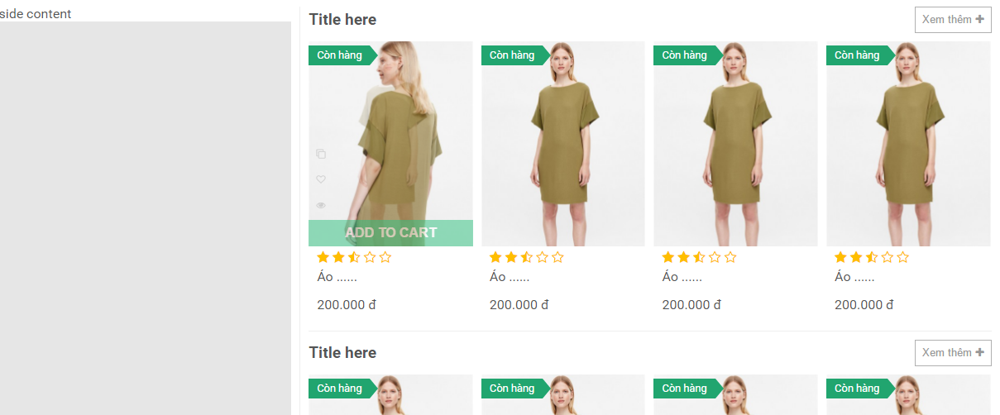 side content
Title here
Xem thêm
Còn hàng
Còn hàng
Còn hàng
Còn hàng
ADD TO CART
Áo ......
Áo ......
Áo ......
Áo ......
200.000 đ
200.000 đ
200.000 đ
200.000 đ
Title here
Xem thêm
Còn hàng
Còn hàng
Còn hàng
Còn hàng